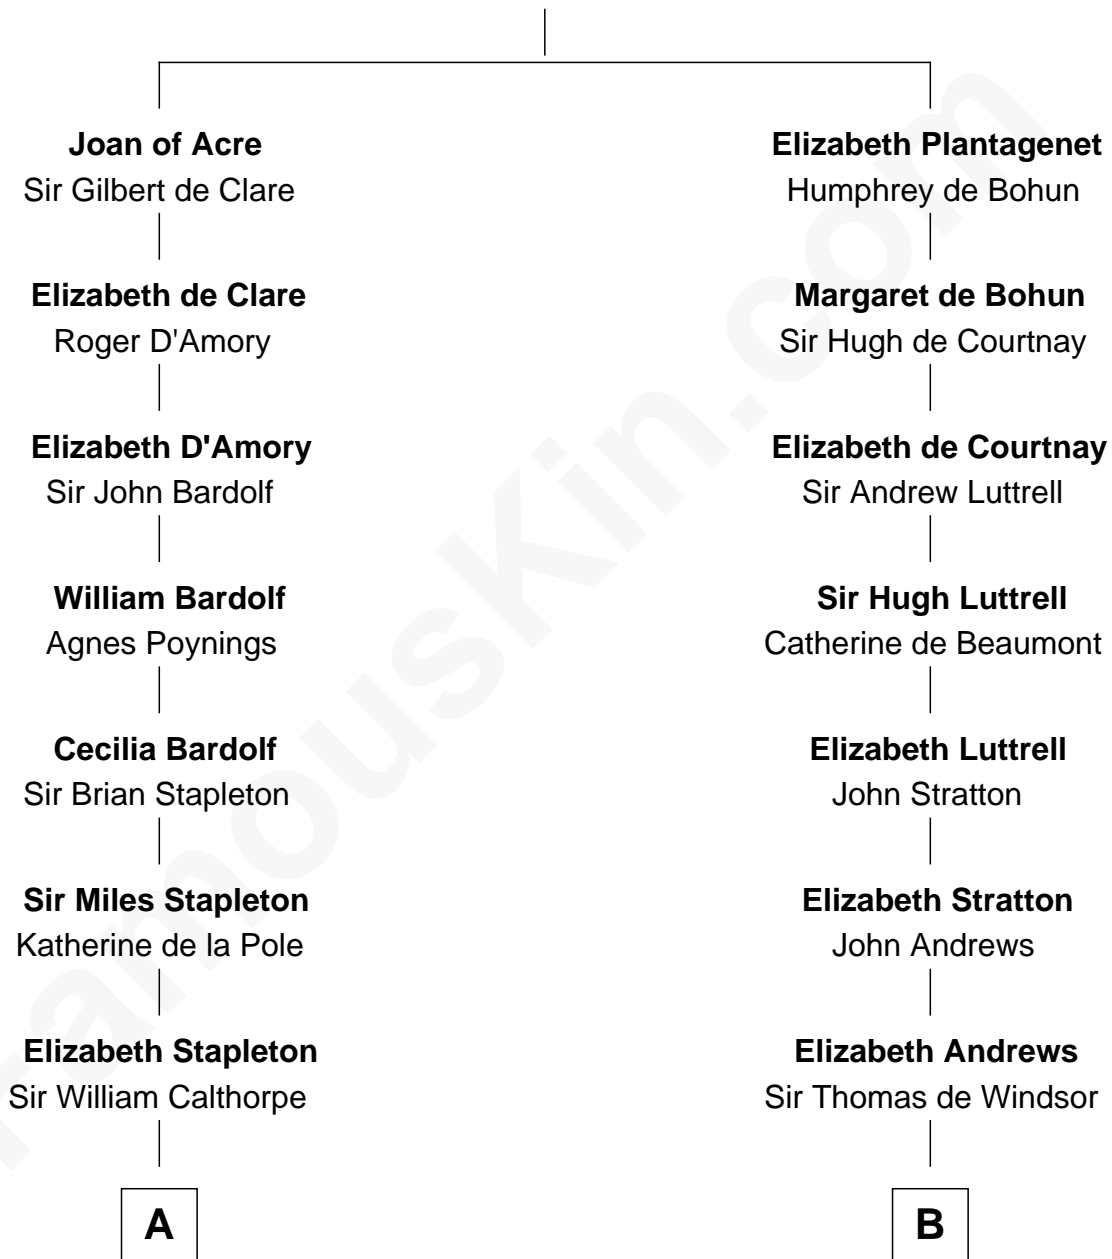 Joan of Acre
Sir Gilbert de Clare
Elizabeth de Clare
Roger D'Amory
Elizabeth D'Amory
Sir John Bardolf
William Bardolf
Agnes Poynings
Cecilia Bardolf
Sir Brian Stapleton
Sir Miles Stapleton
Katherine de la Pole
Elizabeth Stapleton
Sir William Calthorpe
A
Elizabeth Plantagenet
Humphrey de Bohun
Margaret de Bohun
Sir Hugh de Courtnay
Elizabeth de Courtnay
Sir Andrew Luttrell
Sir Hugh Luttrell
Catherine de Beaumont
Elizabeth Luttrell
John Stratton
Elizabeth Stratton
John Andrews
Elizabeth Andrews
Sir Thomas de Windsor
B
famouskin.com